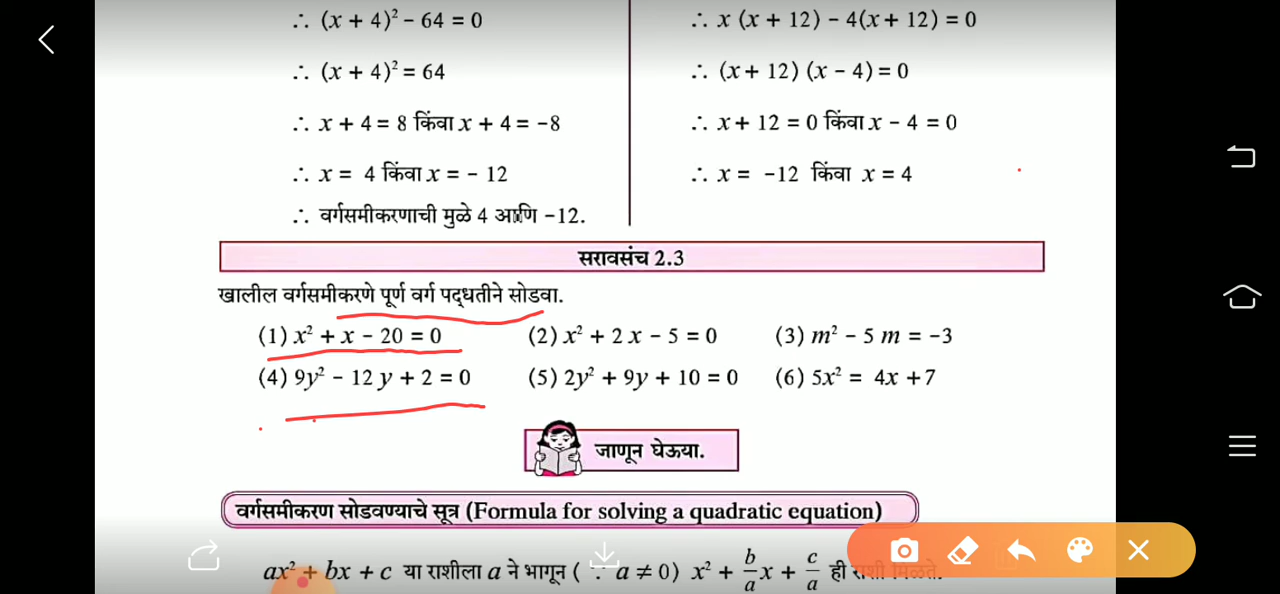 ∴ (x + 4)² − 64 = 0
∴ (x + 4)² = 64
∴ x + 4 = 8 किंवा x + 4 = −8
∴ x = 4 किंवा x = − 12
∴ वर्गसमीकरणाची मुळे 4 आणि −12.
∴ x (x + 12) − 4(x + 12) = 0
∴ (x + 12) (x − 4) = 0
∴ x + 12 = 0 किंवा x − 4 = 0
∴ x = −12 किंवा x = 4
सरावसंच 2.3
खालील वर्गसमीकरणे पूर्ण वर्ग पद्धतीने सोडवा.
(1) x² + x − 20 = 0 (2) x² + 2 x − 5 = 0 (3) m² − 5 m = −3
(4) 9y² − 12 y + 2 = 0 (5) 2y² + 9y + 10 = 0 (6) 5x² = 4x +7
जाणून घेऊया.
वर्गसमीकरण सोडवण्याचे सूत्र (Formula for solving a quadratic equation)
ax² + bx + c या राशीला a ने भागून ( ∵ a ≠ 0) x² + b/a x + c/a ही राशी मिळते.